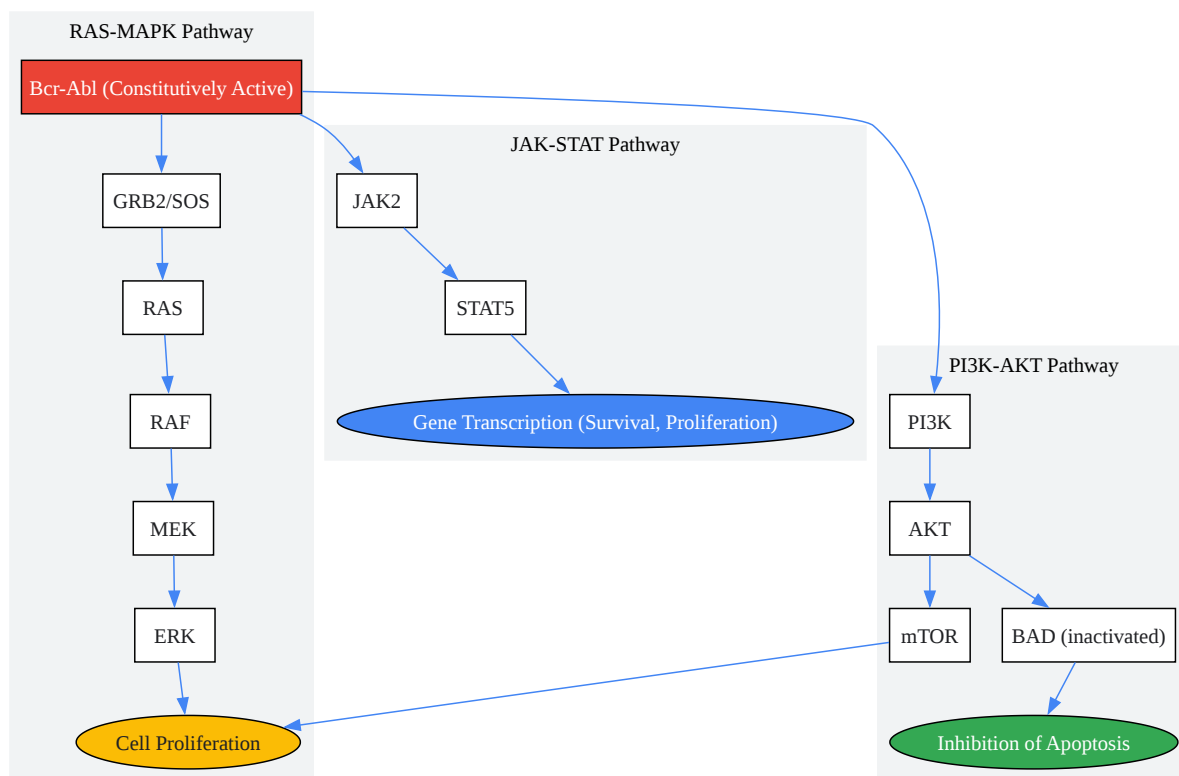 RAS-MAPK Pathway
Bcr-Abl (Constitutively Active)
GRB2/SOS
RAS
RAF
MEK
ERK
Cell Proliferation
JAK-STAT Pathway
JAK2
STAT5
Gene Transcription (Survival, Proliferation)
PI3K-AKT Pathway
PI3K
AKT
mTOR
BAD (inactivated)
Inhibition of Apoptosis